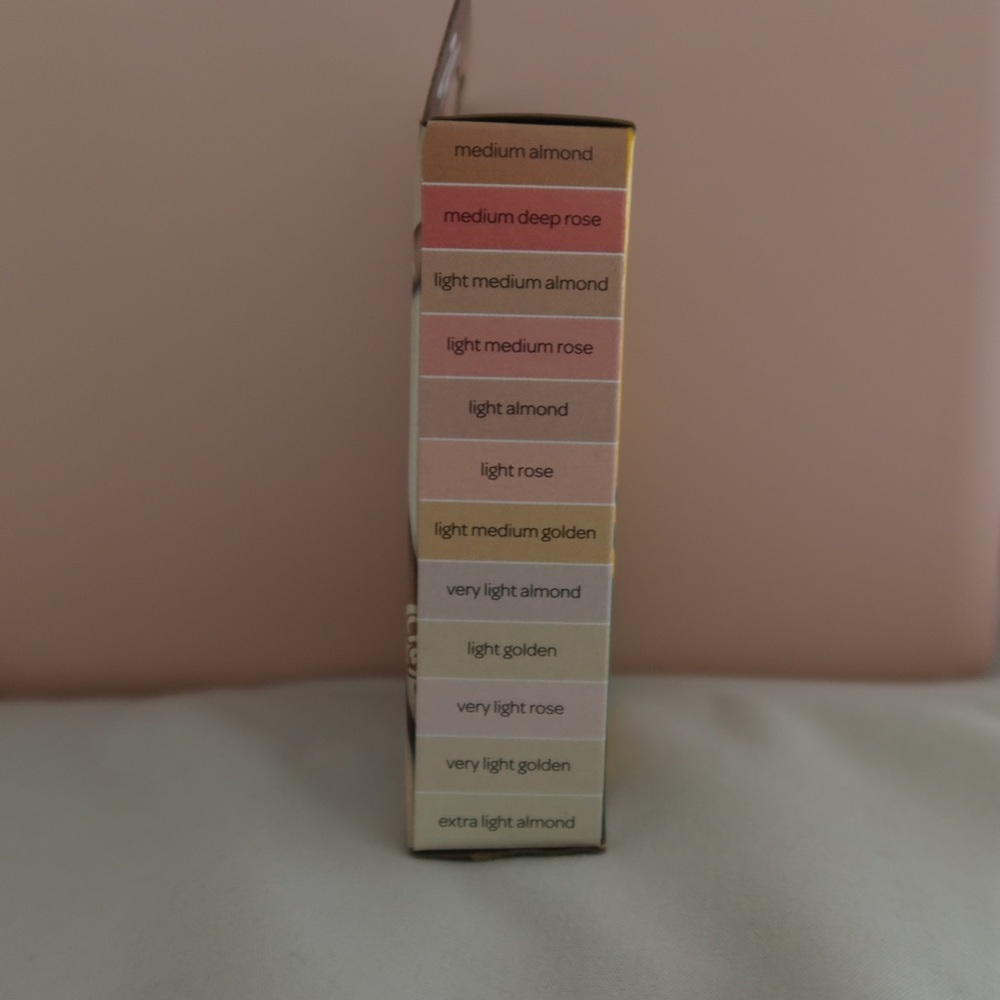 medium almond
medium deep rose
light medium almond
light medium rose
light almond
light rose
light medium golden
very light almond
light golden
very light rose
very light golden
extra light almond